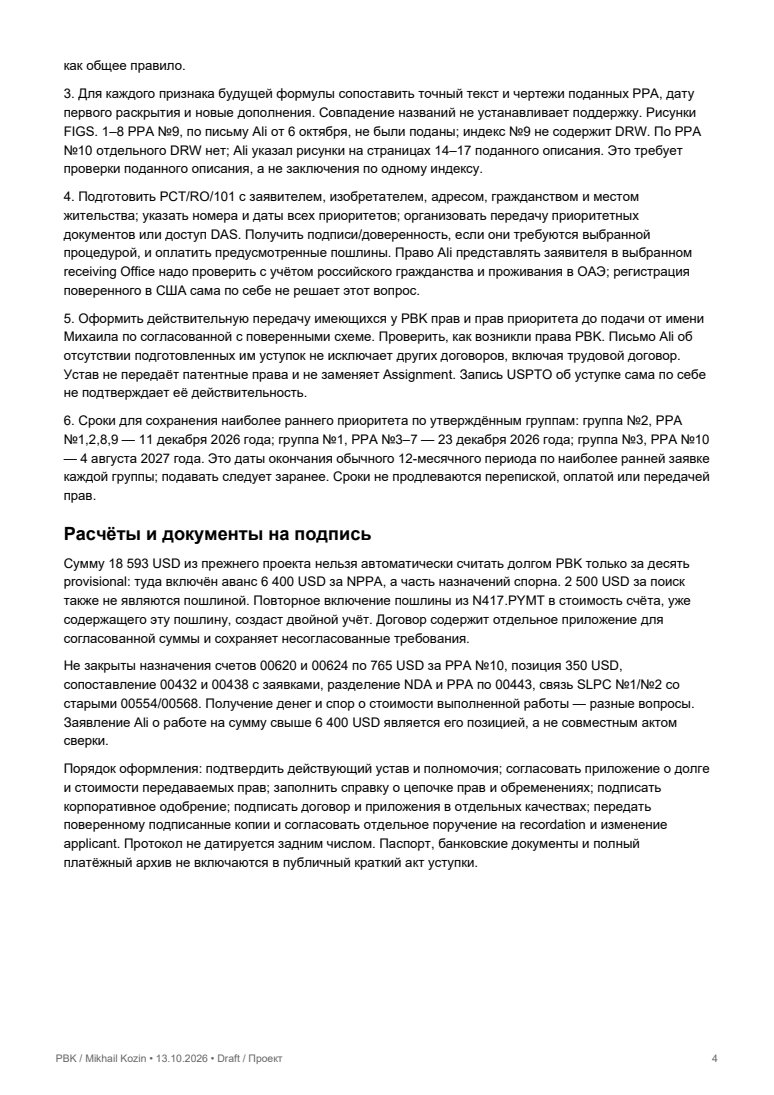 как общее правило.
3. Для каждого признака будущей формулы сопоставить точный текст и чертежи поданных PPA, дату
первого раскрытия и новые дополнения. Совпадение названий не устанавливает поддержку. Рисунки
FIGS. 1–8 PPA №9, по письму Ali от 6 октября, не были поданы; индекс №9 не содержит DRW. По PPA
№10 отдельного DRW нет; Ali указал рисунки на страницах 14–17 поданного описания. Это требует
проверки поданного описания, а не заключения по одному индексу.
4. Подготовить PCT/RO/101 с заявителем, изобретателем, адресом, гражданством и местом
жительства; указать номера и даты всех приоритетов; организовать передачу приоритетных
документов или доступ DAS. Получить подписи/доверенность, если они требуются выбранной
процедурой, и оплатить предусмотренные пошлины. Право Ali представлять заявителя в выбранном
receiving Office надо проверить с учётом российского гражданства и проживания в ОАЭ; регистрация
поверенного в США сама по себе не решает этот вопрос.
5. Оформить действительную передачу имеющихся у PBK прав и прав приоритета до подачи от имени
Михаила по согласованной с поверенными схеме. Проверить, как возникли права PBK. Письмо Ali об
отсутствии подготовленных им уступок не исключает других договоров, включая трудовой договор.
Устав не передаёт патентные права и не заменяет Assignment. Запись USPTO об уступке сама по себе
не подтверждает её действительность.
6. Сроки для сохранения наиболее раннего приоритета по утверждённым группам: группа №2, PPA
№1,2,8,9 — 11 декабря 2026 года; группа №1, PPA №3–7 — 23 декабря 2026 года; группа №3, PPA №10
— 4 августа 2027 года. Это даты окончания обычного 12-месячного периода по наиболее ранней заявке
каждой группы; подавать следует заранее. Сроки не продлеваются перепиской, оплатой или передачей
прав.
Расчёты и документы на подпись
Сумму 18 593 USD из прежнего проекта нельзя автоматически считать долгом PBK только за десять
provisional: туда включён аванс 6 400 USD за NPPA, а часть назначений спорна. 2 500 USD за поиск
также не являются пошлиной. Повторное включение пошлины из N417.PYMT в стоимость счёта, уже
содержащего эту пошлину, создаст двойной учёт. Договор содержит отдельное приложение для
согласованной суммы и сохраняет несогласованные требования.
Не закрыты назначения счетов 00620 и 00624 по 765 USD за PPA №10, позиция 350 USD,
сопоставление 00432 и 00438 с заявками, разделение NDA и PPA по 00443, связь SLPC №1/№2 со
старыми 00554/00568. Получение денег и спор о стоимости выполненной работы — разные вопросы.
Заявление Ali о работе на сумму свыше 6 400 USD является его позицией, а не совместным актом
сверки.
Порядок оформления: подтвердить действующий устав и полномочия; согласовать приложение о долге
и стоимости передаваемых прав; заполнить справку о цепочке прав и обременениях; подписать
корпоративное одобрение; подписать договор и приложения в отдельных качествах; передать
поверенному подписанные копии и согласовать отдельное поручение на recordation и изменение
applicant. Протокол не датируется задним числом. Паспорт, банковские документы и полный
платёжный архив не включаются в публичный краткий акт уступки.
PBK / Mikhail Kozin • 13.10.2026 • Draft / Проект
4